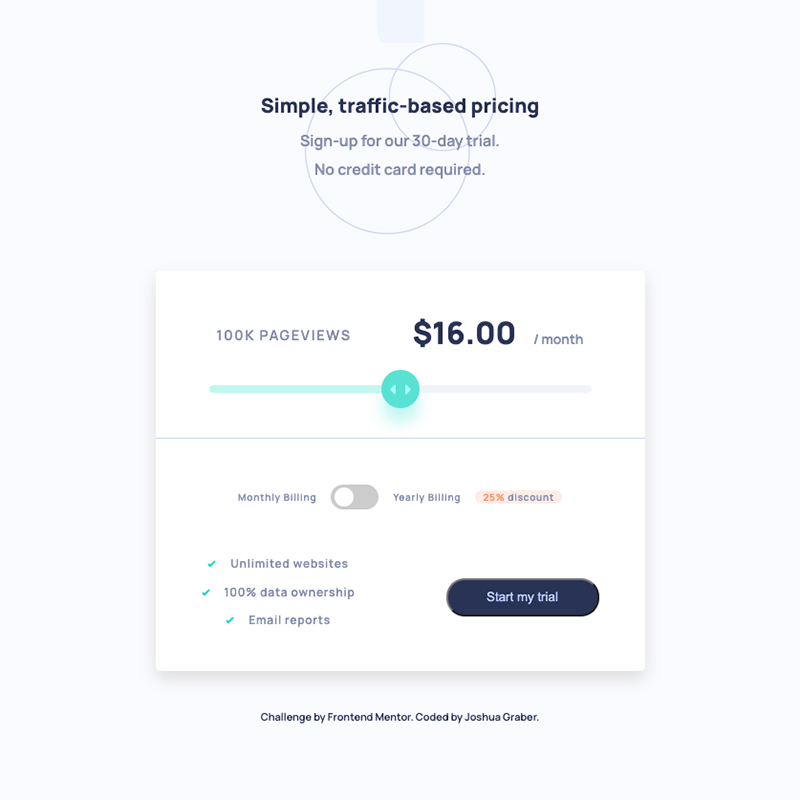 Simple, traffic-based pricing
Sign-up for our 30-day trial.
No credit card required.
100K PAGEVIEWS
$16.00 / month
Monthly Billing Yearly Billing 25% discount
Unlimited websites
100% data ownership
Email reports
Start my trial
Challenge by Frontend Mentor. Coded by Joshua Graber.